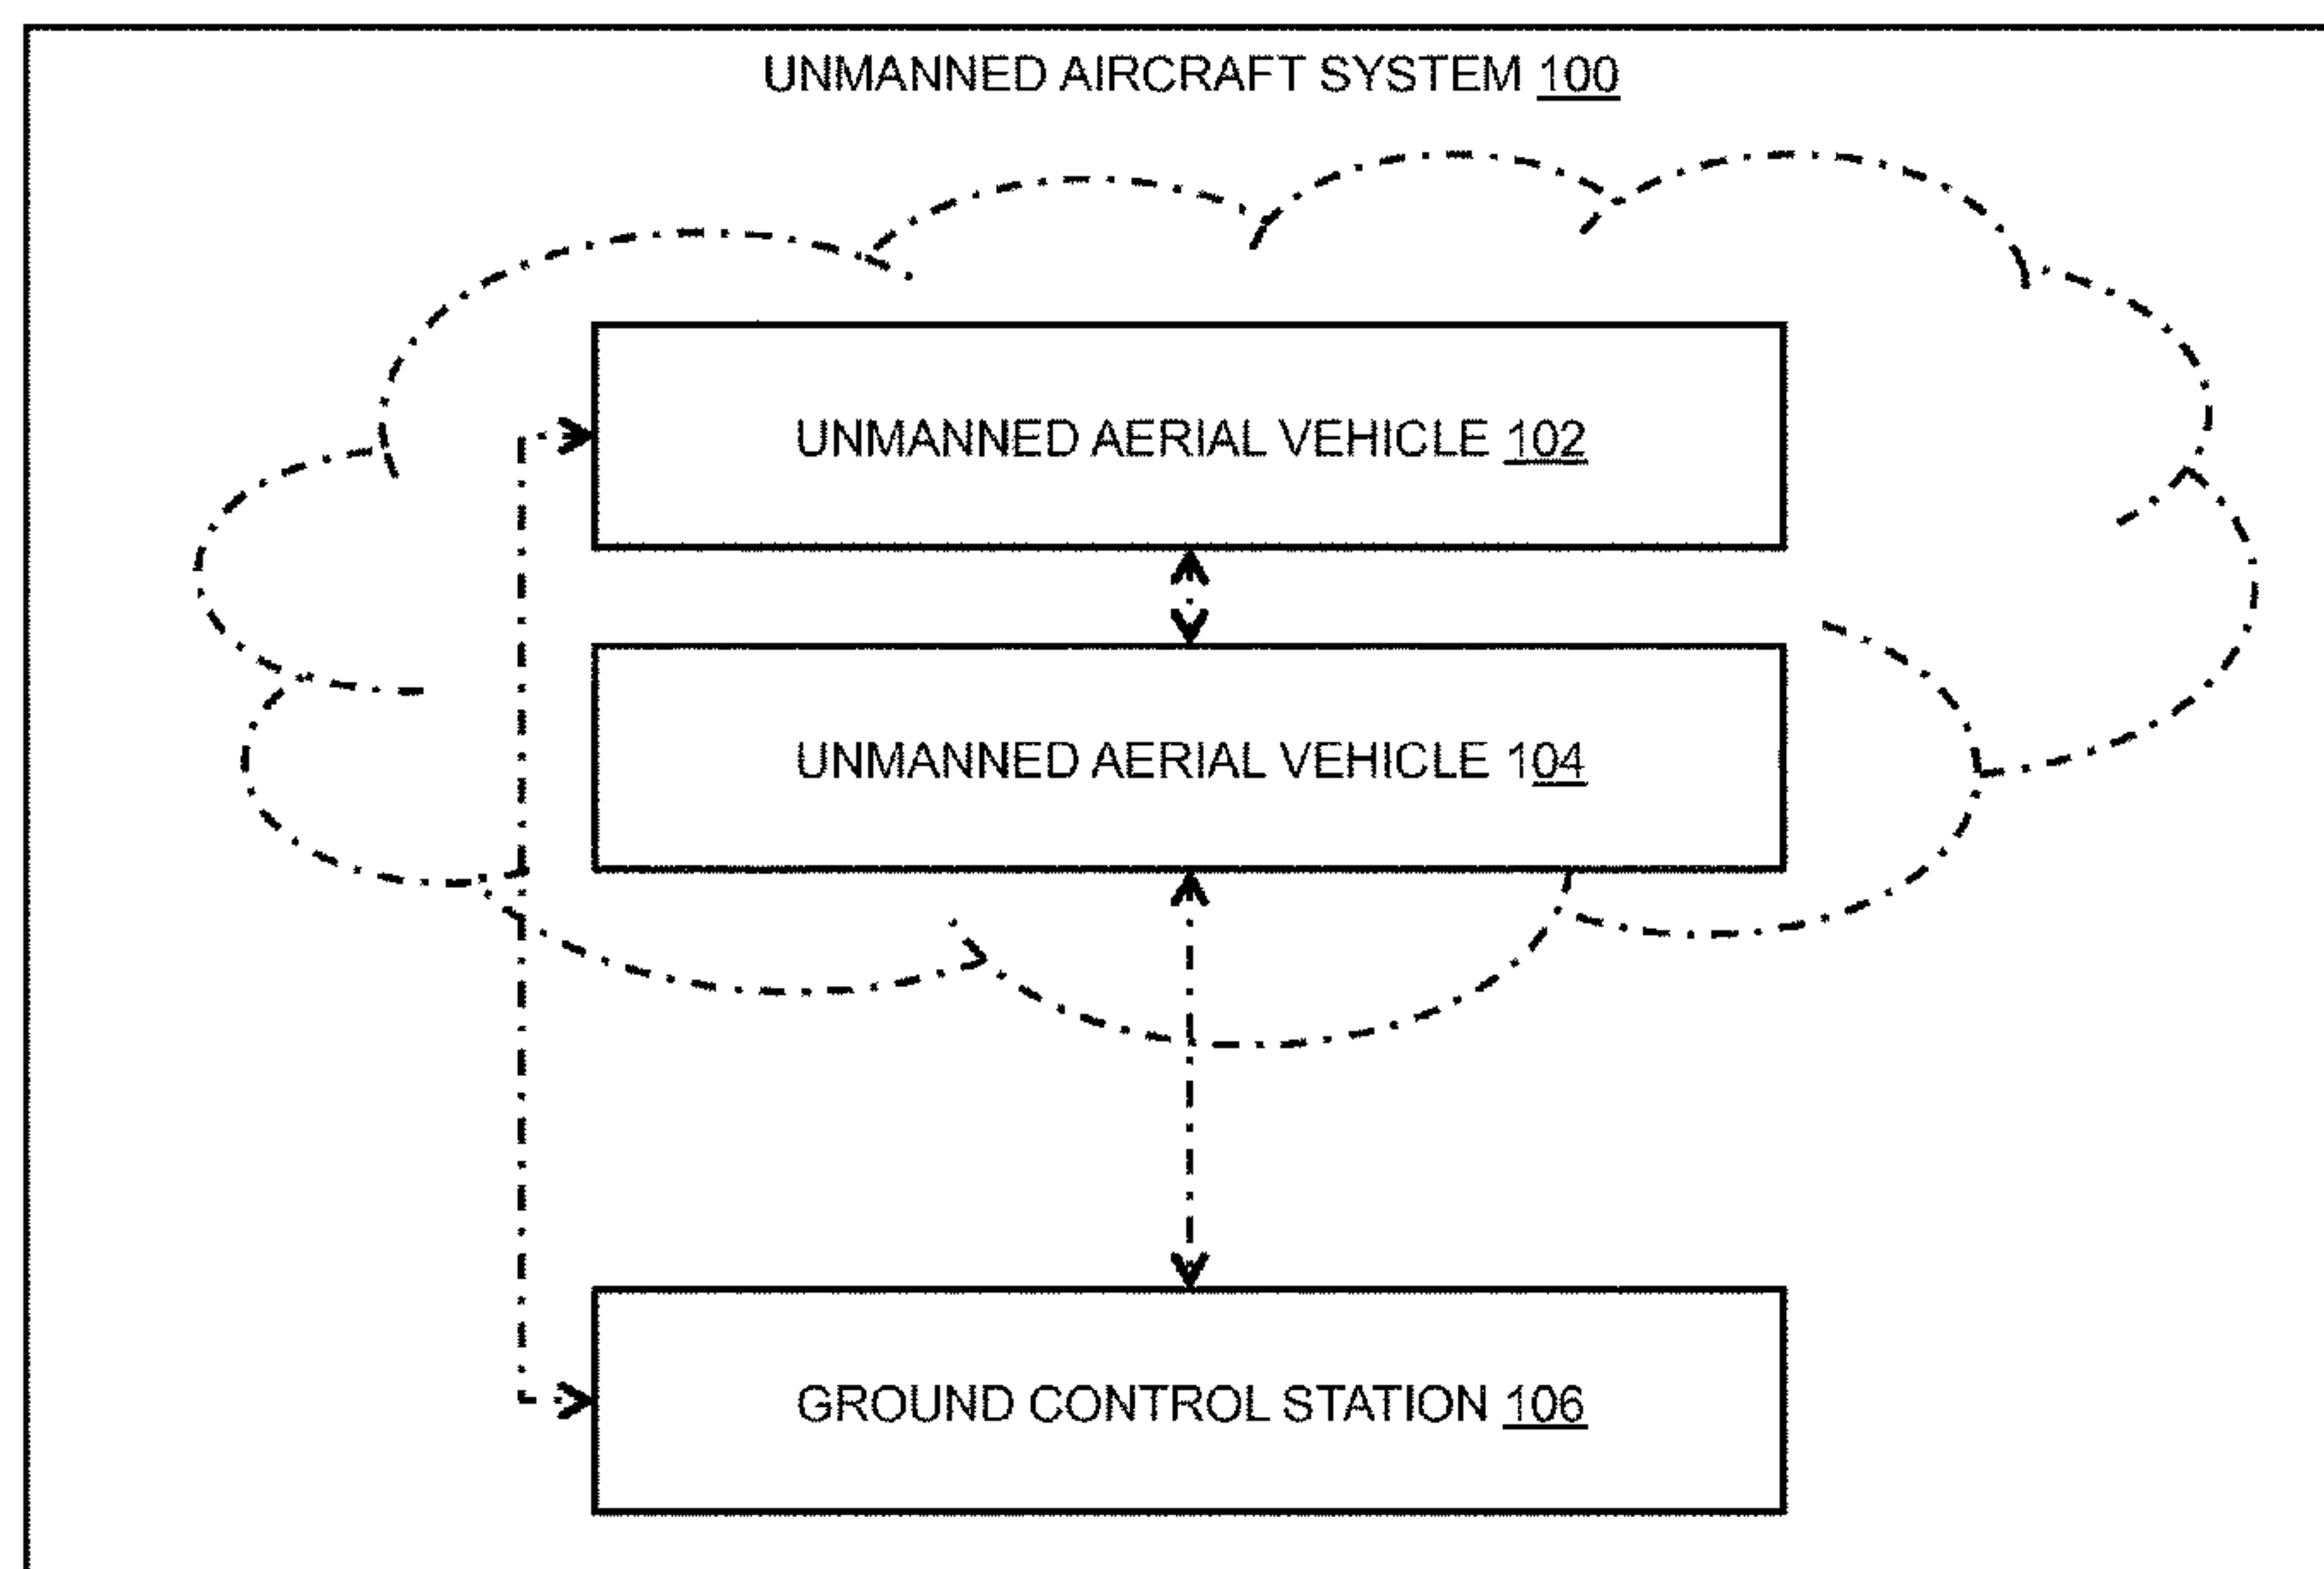 UNMANNED AIRCRAFT SYSTEM 100
UNMANNED AERIAL VEHICLE 102
UNMANNED AERIAL VEHICLE 104
GROUND CONTROL STATION 106